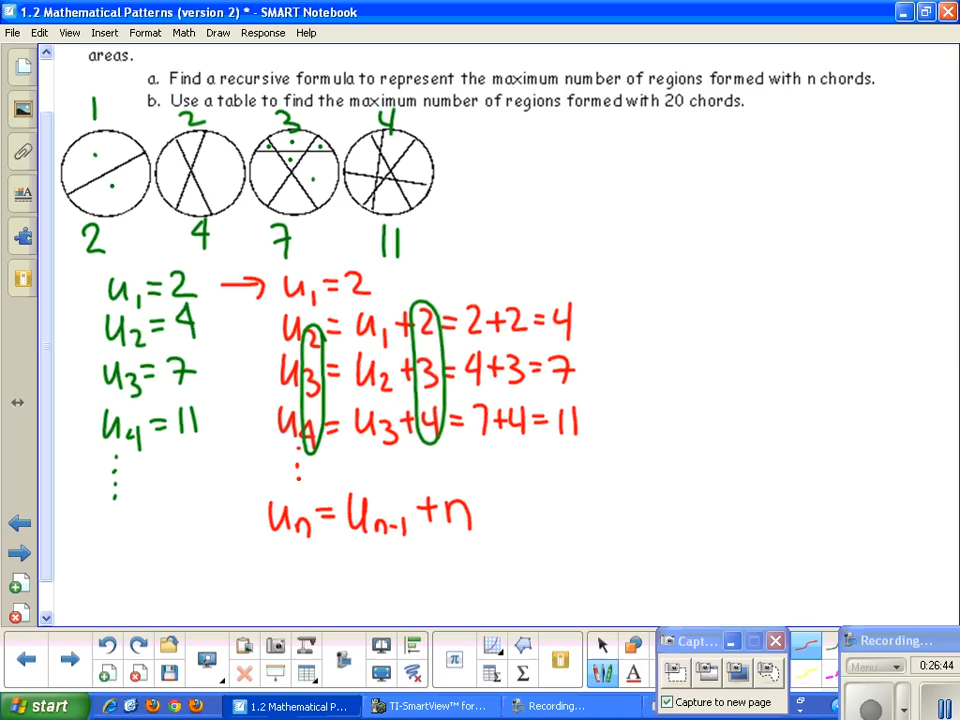 1.2 Mathematical Patterns (version 2) * - SMART Notebook
File Edit View Insert Format Math Draw Response Help
areas.
a. Find a recursive formula to represent the maximum number of regions formed with n chords.
b. Use a table to find the maximum number of regions formed with 20 chords.
1 2 3 4
2 4 7 11
u₁ = 2 → u₁ = 2
u₂ = 4 u₂ = u₁ + 2 = 2 + 2 = 4
u₃ = 7 u₃ = u₂ + 3 = 4 + 3 = 7
u₄ = 11 u₄ = u₃ + 4 = 7 + 4 = 11
⋮ ⋮
uₙ = uₙ₋₁ + n
π Σ A
Capt...
Recording...
Menu 0:26:44
Capture to new page
start 1.2 Mathematical P... TI-SmartView™ for... Recording...